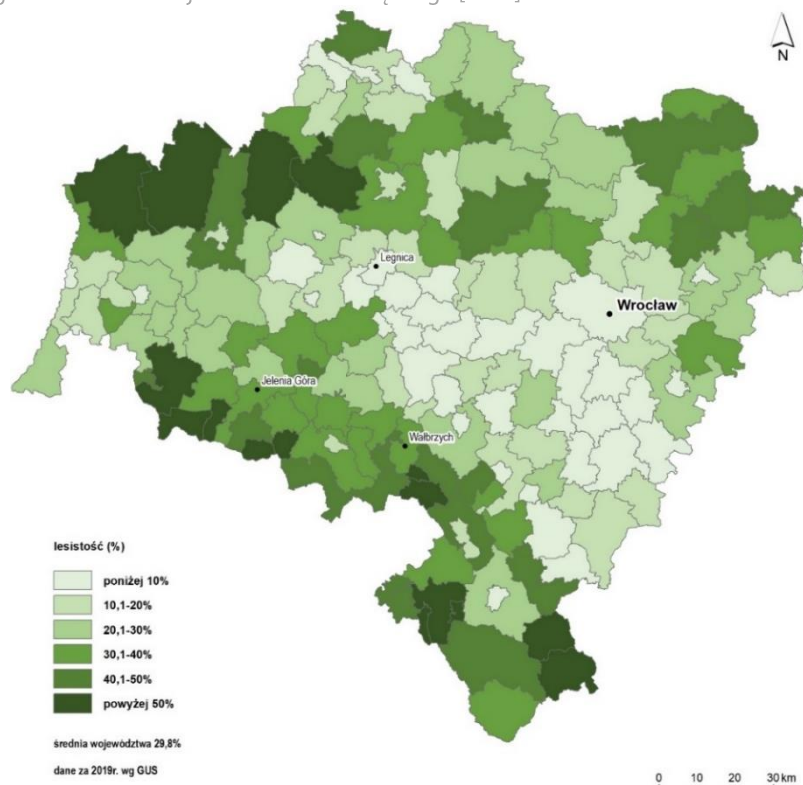 N
Legnica
Wrocław
Jelenia Góra
Wałbrzych
lesistość (%)
poniżej 10%
10,1-20%
20,1-30%
30,1-40%
40,1-50%
powyżej 50%
średnia województwa 29,8%
dane za 2019r. wg GUS
0 10 20 30 km